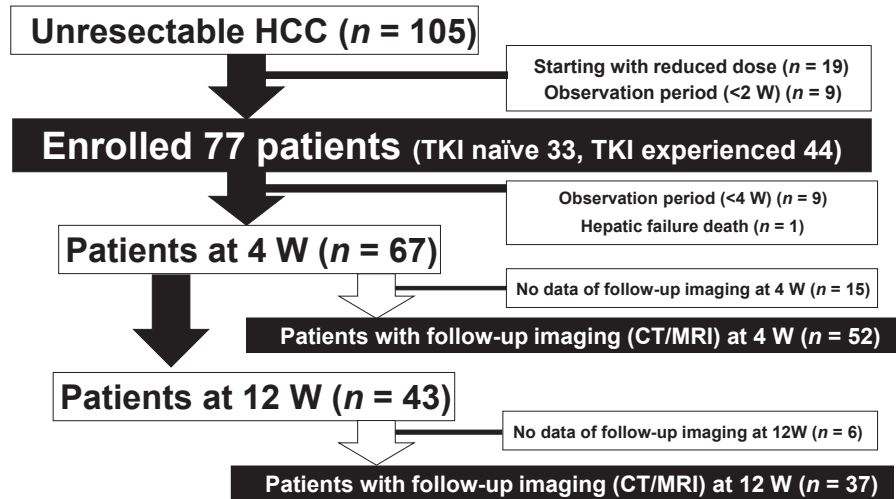 Unresectable HCC (n = 105)
Starting with reduced dose (n = 19)
Observation period (<2 W) (n = 9)
Enrolled 77 patients (TKI naïve 33, TKI experienced 44)
Observation period (<4 W) (n = 9)
Hepatic failure death (n = 1)
Patients at 4 W (n = 67)
No data of follow-up imaging at 4 W (n = 15)
Patients with follow-up imaging (CT/MRI) at 4 W (n = 52)
Patients at 12 W (n = 43)
No data of follow-up imaging at 12W (n = 6)
Patients with follow-up imaging (CT/MRI) at 12 W (n = 37)